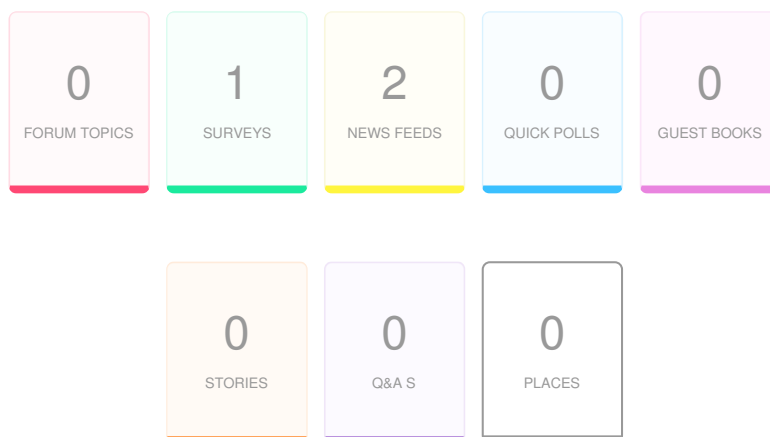 0
FORUM TOPICS
1
SURVEYS
2
NEWS FEEDS
0
QUICK POLLS
0
GUEST BOOKS
0
STORIES
0
Q&A S
0
PLACES